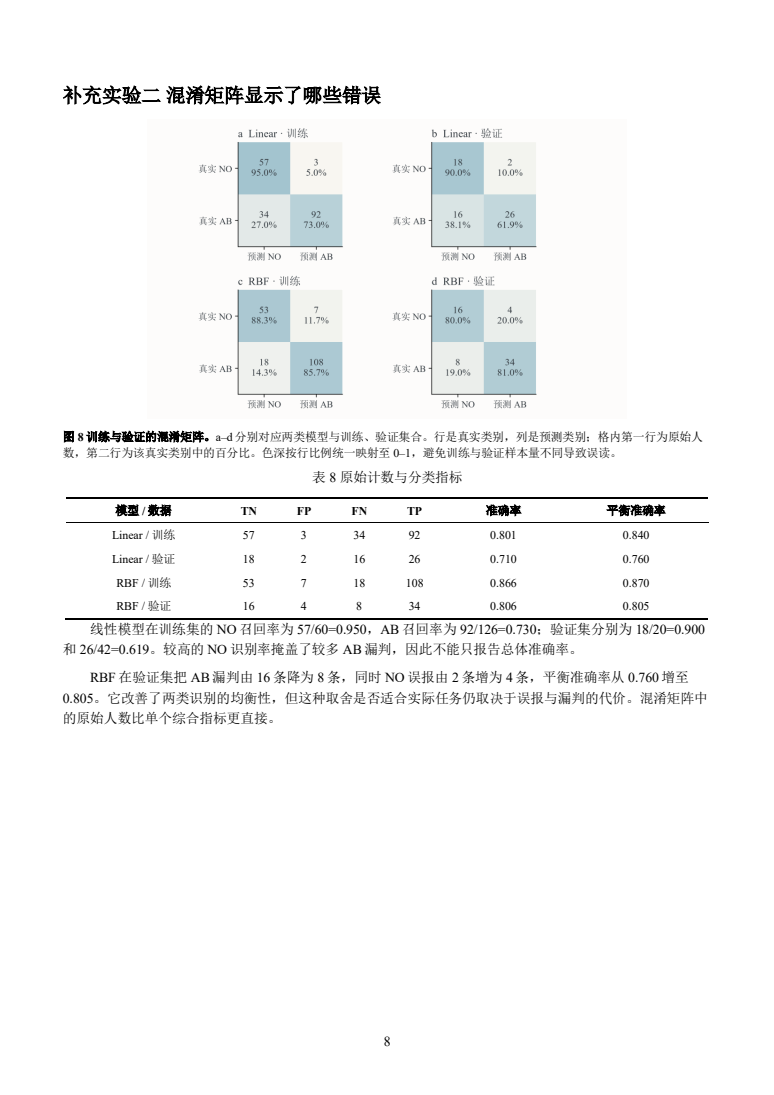 补充实验二 混淆矩阵显示了哪些错误
a Linear · 训练
真实 NO
57
95.0%
3
5.0%
真实 AB
34
27.0%
92
73.0%
预测 NO 预测 AB
b Linear · 验证
真实 NO
18
90.0%
2
10.0%
真实 AB
16
38.1%
26
61.9%
预测 NO 预测 AB
c RBF · 训练
真实 NO
53
88.3%
7
11.7%
真实 AB
18
14.3%
108
85.7%
预测 NO 预测 AB
d RBF · 验证
真实 NO
16
80.0%
4
20.0%
真实 AB
8
19.0%
34
81.0%
预测 NO 预测 AB
图 8 训练与验证的混淆矩阵。a–d 分别对应两类模型与训练、验证集合。行是真实类别，列是预测类别；格内第一行为原始人
数，第二行为该真实类别中的百分比。色深按行比例统一映射至 0–1，避免训练与验证样本量不同导致误读。
表 8 原始计数与分类指标
模型 / 数据 TN FP FN TP 准确率 平衡准确率
Linear / 训练 57 3 34 92 0.801 0.840
Linear / 验证 18 2 16 26 0.710 0.760
RBF / 训练 53 7 18 108 0.866 0.870
RBF / 验证 16 4 8 34 0.806 0.805
线性模型在训练集的 NO 召回率为 57/60=0.950，AB 召回率为 92/126=0.730；验证集分别为 18/20=0.900
和 26/42=0.619。较高的 NO 识别率掩盖了较多 AB 漏判，因此不能只报告总体准确率。
RBF 在验证集把 AB 漏判由 16 条降为 8 条，同时 NO 误报由 2 条增为 4 条，平衡准确率从 0.760 增至
0.805。它改善了两类识别的均衡性，但这种取舍是否适合实际任务仍取决于误报与漏判的代价。混淆矩阵中
的原始人数比单个综合指标更直接。
8